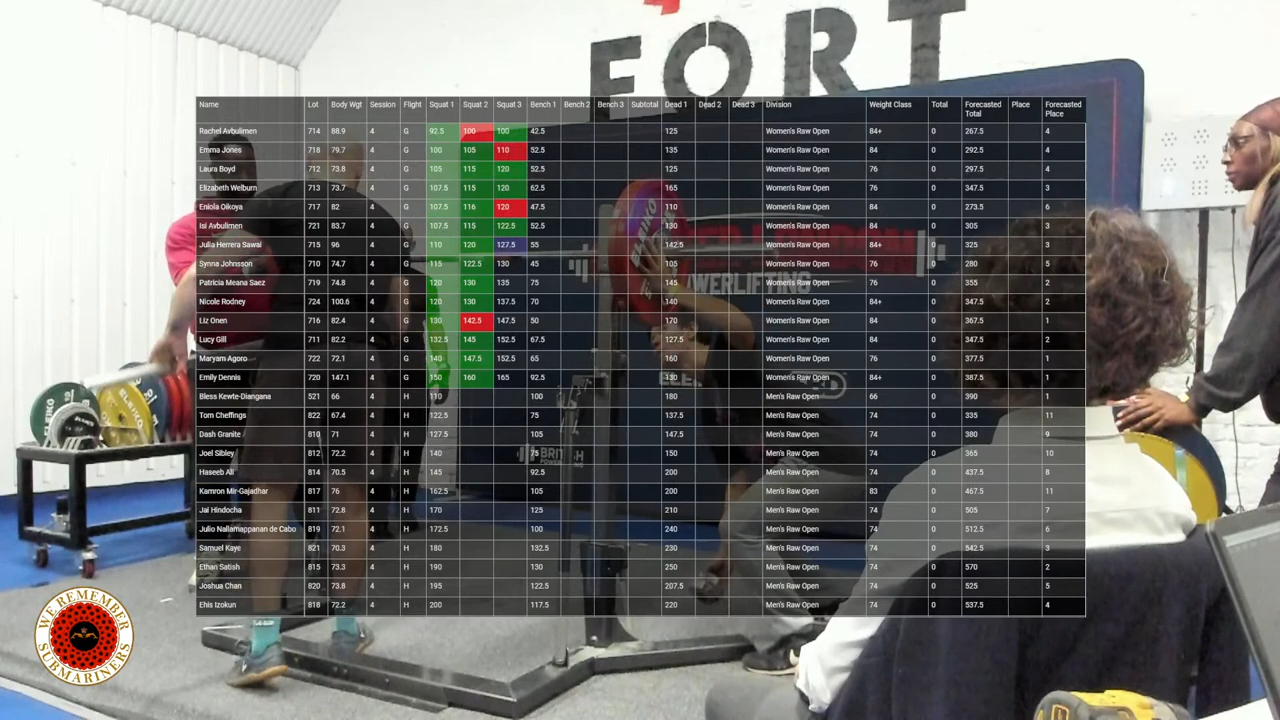 FORT
Name Lot Body Wgt Session Flight Squat 1 Squat 2 Squat 3 Bench 1 Bench 2 Bench 3 Subtotal Dead 1 Dead 2 Dead 3 Division Weight Class Total Forecasted Total Place Forecasted Place
Rachel Avbulimen 714 88.9 4 G 92.5 100 100 42.5 125 Women's Raw Open 84+ 0 267.5 4
Emma Jones 718 79.7 4 G 100 105 110 52.5 135 Women's Raw Open 84 0 292.5 4
Laura Boyd 712 73.8 4 G 105 115 120 52.5 125 Women's Raw Open 76 0 297.5 4
Elizabeth Welburn 713 73.7 4 G 107.5 115 120 62.5 165 Women's Raw Open 76 0 347.5 3
Eniola Oikoya 717 82 4 G 107.5 116 120 47.5 110 Women's Raw Open 84 0 273.5 6
Isi Avbulimen 721 83.7 4 G 107.5 115 122.5 52.5 130 Women's Raw Open 84 0 305 3
Julia Herrera Sawai 715 96 4 G 110 120 127.5 55 142.5 Women's Raw Open 84+ 0 325 3
Synna Johnsson 710 74.7 4 G 115 122.5 130 45 105 Women's Raw Open 76 0 280 5
Patricia Meana Saez 719 74.8 4 G 120 130 135 75 145 Women's Raw Open 76 0 355 2
Nicole Rodney 724 100.6 4 G 120 130 137.5 70 140 Women's Raw Open 84+ 0 347.5 2
Liz Onen 716 82.4 4 G 130 142.5 147.5 50 170 Women's Raw Open 84 0 367.5 1
Lucy Gill 711 82.2 4 G 132.5 145 152.5 67.5 127.5 Women's Raw Open 84 0 347.5 2
Maryam Agoro 722 72.1 4 G 140 147.5 152.5 65 160 Women's Raw Open 76 0 377.5 1
Emily Dennis 720 147.1 4 G 150 160 165 92.5 130 Women's Raw Open 84+ 0 387.5 1
Bless Kewte-Diangana 521 66 4 H 110 100 180 Women's Raw Open 66 0 390 1
Tom Cheffings 822 67.4 4 H 122.5 75 137.5 Men's Raw Open 74 0 335 11
Dash Granite 810 71 4 H 127.5 105 147.5 Men's Raw Open 74 0 380 9
Joel Sibley 812 72.2 4 H 140 75 150 Men's Raw Open 74 0 365 10
Haseeb Ali 814 70.5 4 H 145 92.5 200 Men's Raw Open 74 0 437.5 8
Kamron Mir-Gajadhar 817 76 4 H 162.5 105 200 Men's Raw Open 83 0 467.5 11
Jai Hindocha 811 72.8 4 H 170 125 210 Men's Raw Open 74 0 505 7
Julio Nallamappanan de Cabo 819 72.1 4 H 172.5 100 240 Men's Raw Open 74 0 512.5 6
Samuel Kaye 821 70.3 4 H 180 132.5 230 Men's Raw Open 74 0 542.5 3
Ethan Satish 815 73.3 4 H 190 130 250 Men's Raw Open 74 0 570 2
Joshua Chan 820 73.8 4 H 195 122.5 207.5 Men's Raw Open 74 0 525 5
Ehis Izokun 818 72.2 4 H 200 117.5 220 Men's Raw Open 74 0 537.5 4
ELEIKO
BRITISH
WE REMEMBER
SUBMARINERS